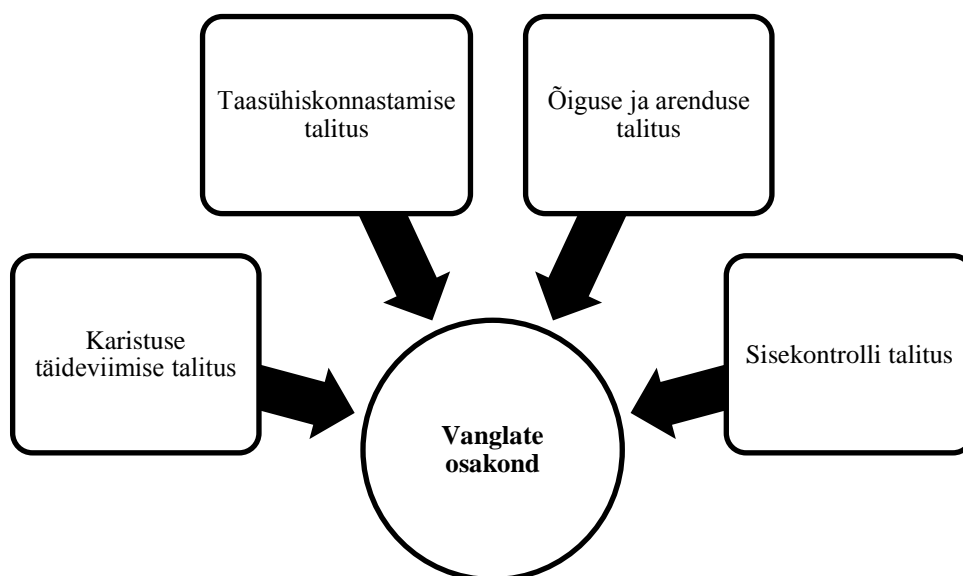 Taasühiskonnastamise
talitus
Õiguse ja arenduse
talitus
Karistuse
täideviimise talitus
Sisekontrolli talitus
Vanglate
osakond